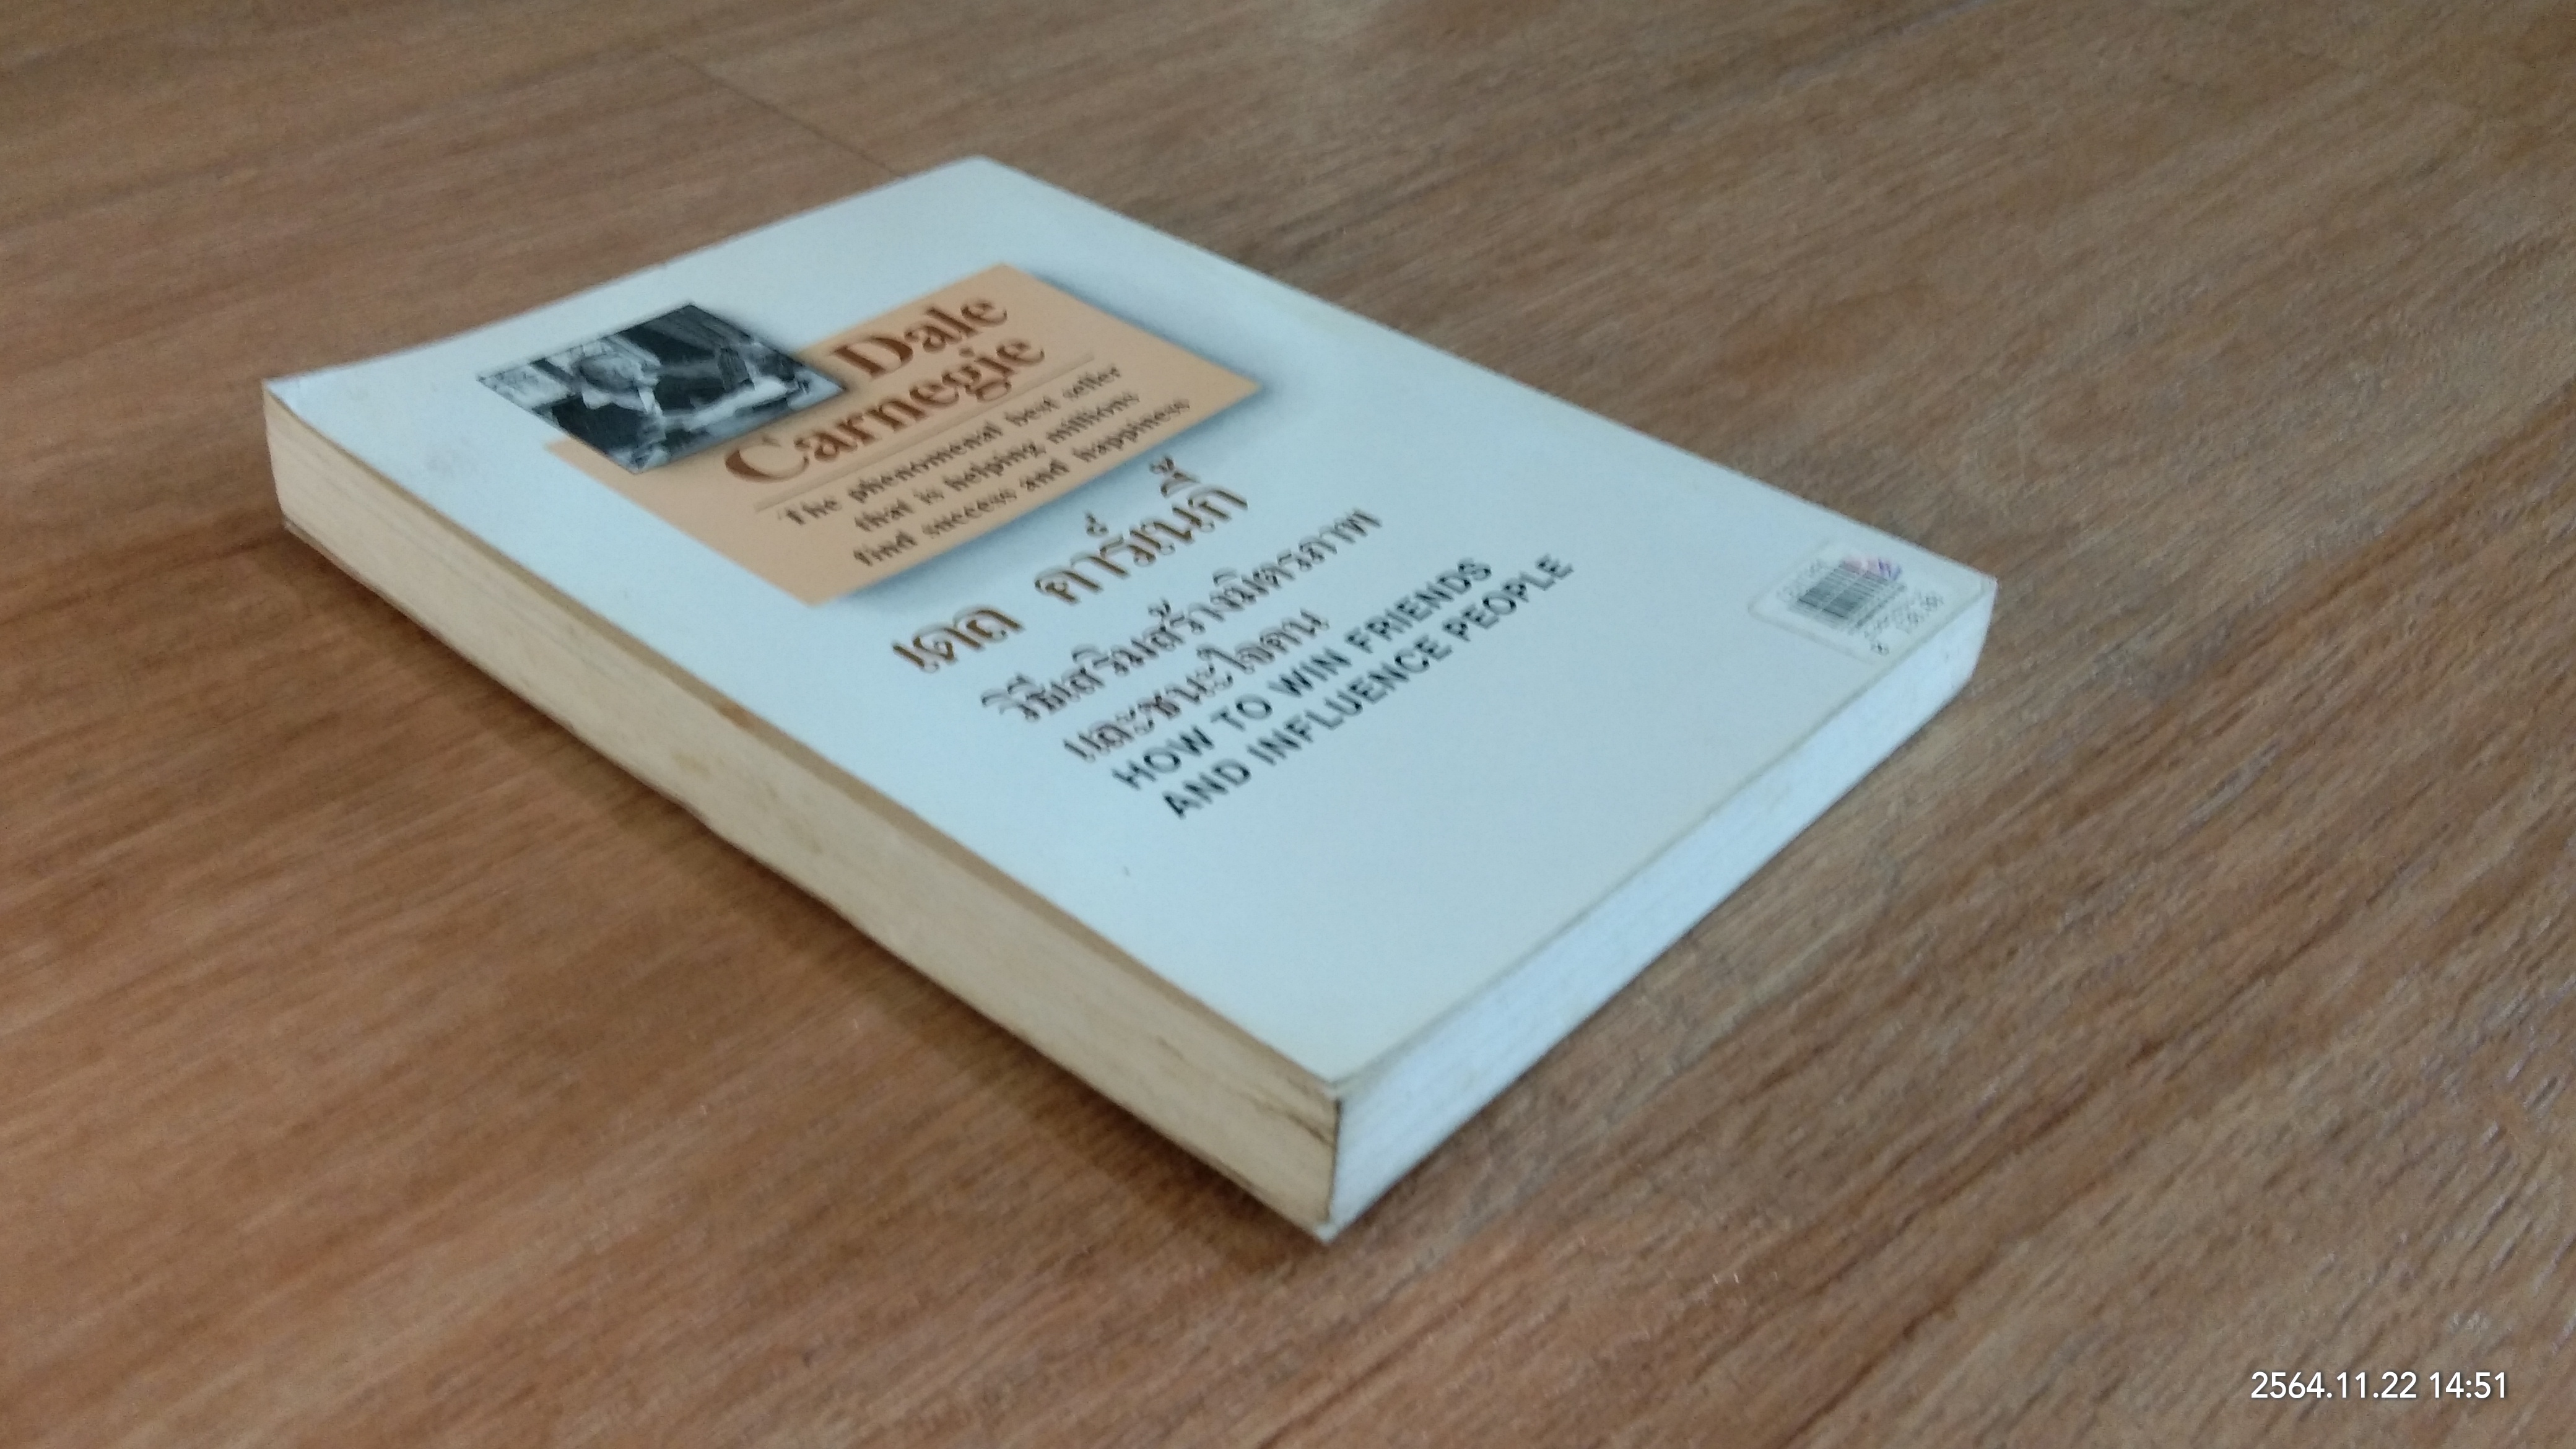 Dale
Carnegie
The phenomenal best seller
that is helping millions
find success and happiness
เดล คาร์เนกี้
วิธีเสริมสร้างมิตรภาพ
และชนะใจคน
HOW TO WIN FRIENDS
AND INFLUENCE PEOPLE
2564.11.22 14:51